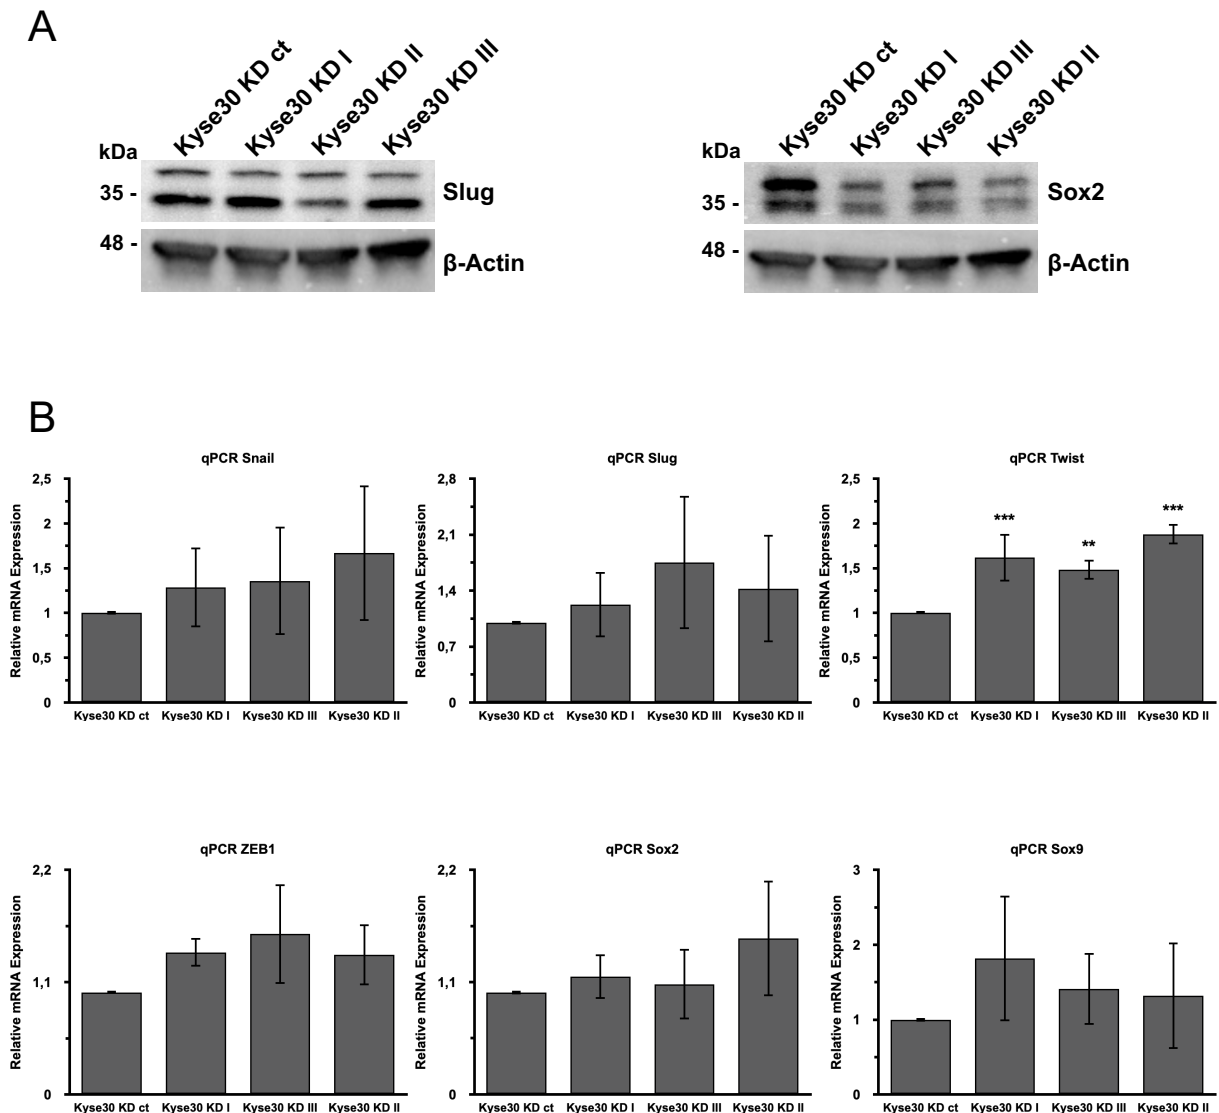 A
Kyse30 KD ct
Kyse30 KD I
Kyse30 KD II
Kyse30 KD III
kDa
35 -
Slug
48 -
β-Actin
Kyse30 KD ct
Kyse30 KD I
Kyse30 KD III
Kyse30 KD II
kDa
35 -
Sox2
48 -
β-Actin
B
qPCR Snail
Relative mRNA Expression
2,5
2
1,5
1
0,5
0
Kyse30 KD ct Kyse30 KD I Kyse30 KD III Kyse30 KD II
qPCR Slug
Relative mRNA Expression
2,8
2,1
1,4
0,7
0
Kyse30 KD ct Kyse30 KD I Kyse30 KD III Kyse30 KD II
qPCR Twist
Relative mRNA Expression
2,5
2
1,5
1
0,5
0
***
**
***
Kyse30 KD ct Kyse30 KD I Kyse30 KD III Kyse30 KD II
qPCR ZEB1
Relative mRNA Expression
2,2
1,1
0
Kyse30 KD ct Kyse30 KD I Kyse30 KD III Kyse30 KD II
qPCR Sox2
Relative mRNA Expression
2,2
1,1
0
Kyse30 KD ct Kyse30 KD I Kyse30 KD III Kyse30 KD II
qPCR Sox9
Relative mRNA Expression
3
2
1
0
Kyse30 KD ct Kyse30 KD I Kyse30 KD III Kyse30 KD II